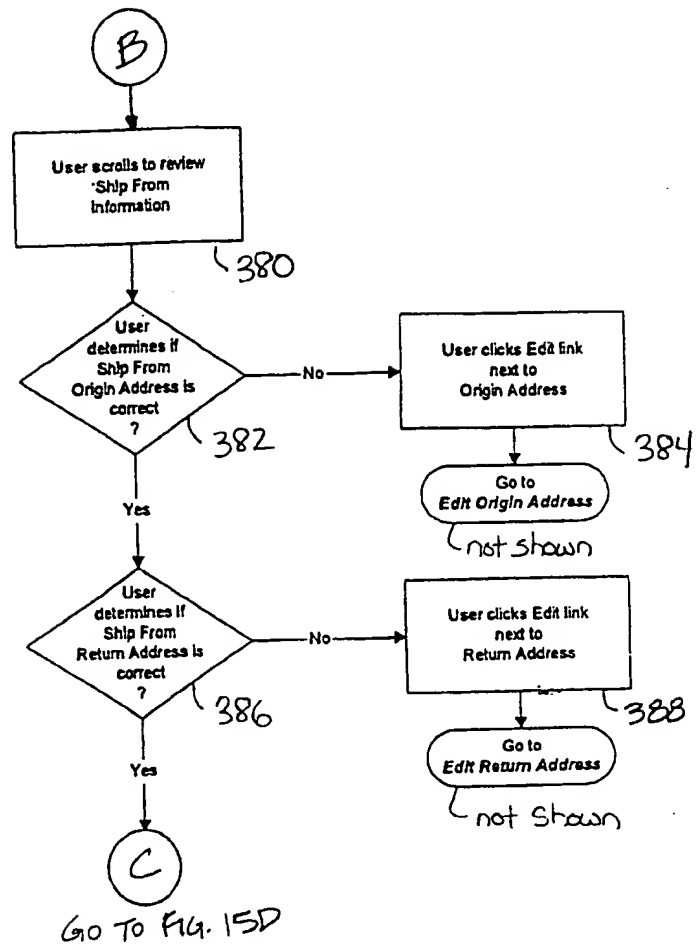 B
User scrolls to review
Ship From
Information
380
User
determines if
Ship From
Origin Address is
correct
?
382
No
User clicks Edit link
next to
Origin Address
384
Go to
Edit Origin Address
not shown
Yes
User
determines if
Ship From
Return Address is
correct
?
386
No
User clicks Edit link
next to
Return Address
388
Go to
Edit Return Address
not shown
Yes
C
GO TO FIG. 15D